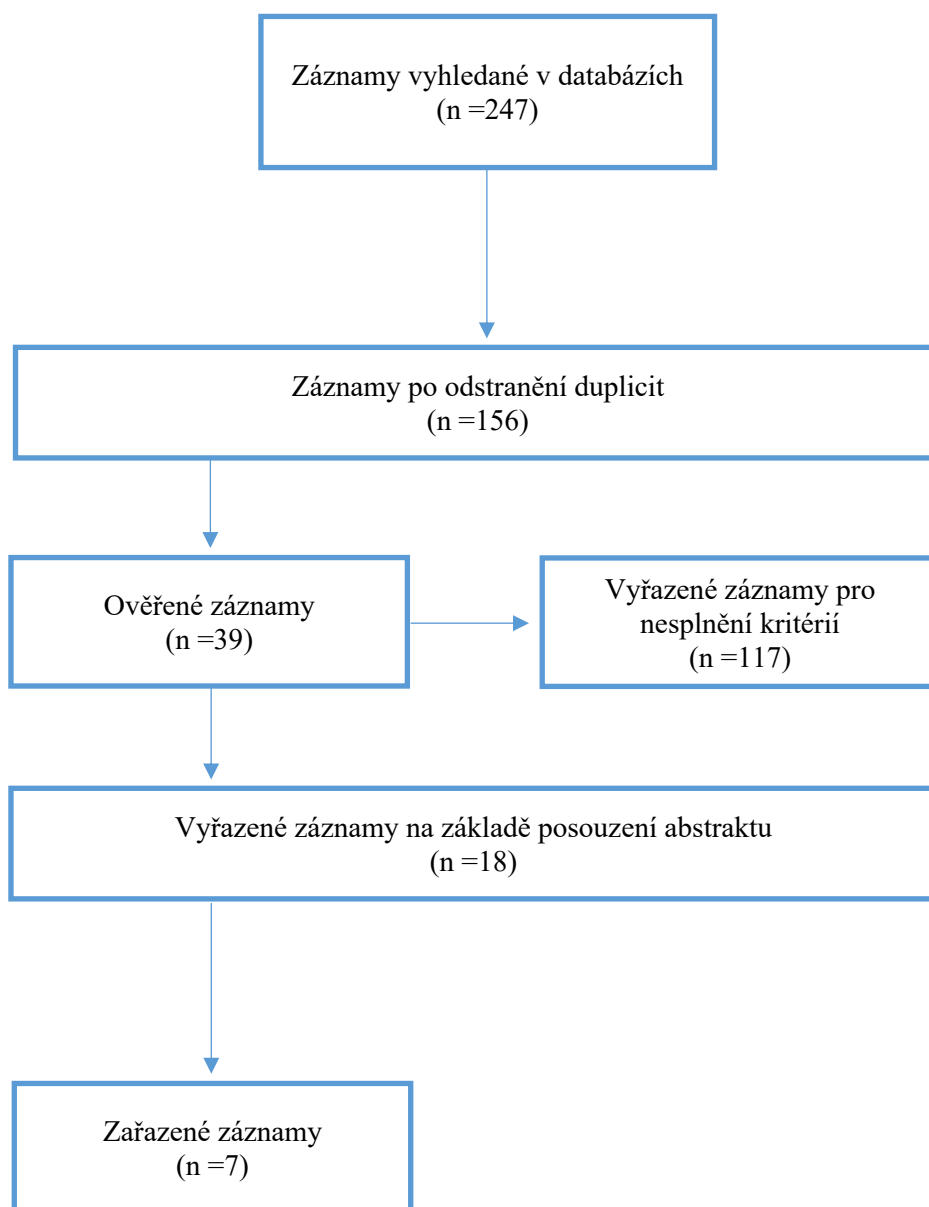 Záznamy vyhledané v databázích
(n =247)
Záznamy po odstranění duplicit
(n =156)
Ověřené záznamy
(n =39)
Vyřazené záznamy pro
nesplnění kritérií
(n =117)
Vyřazené záznamy na základě posouzení abstraktu
(n =18)
Zařazené záznamy
(n =7)